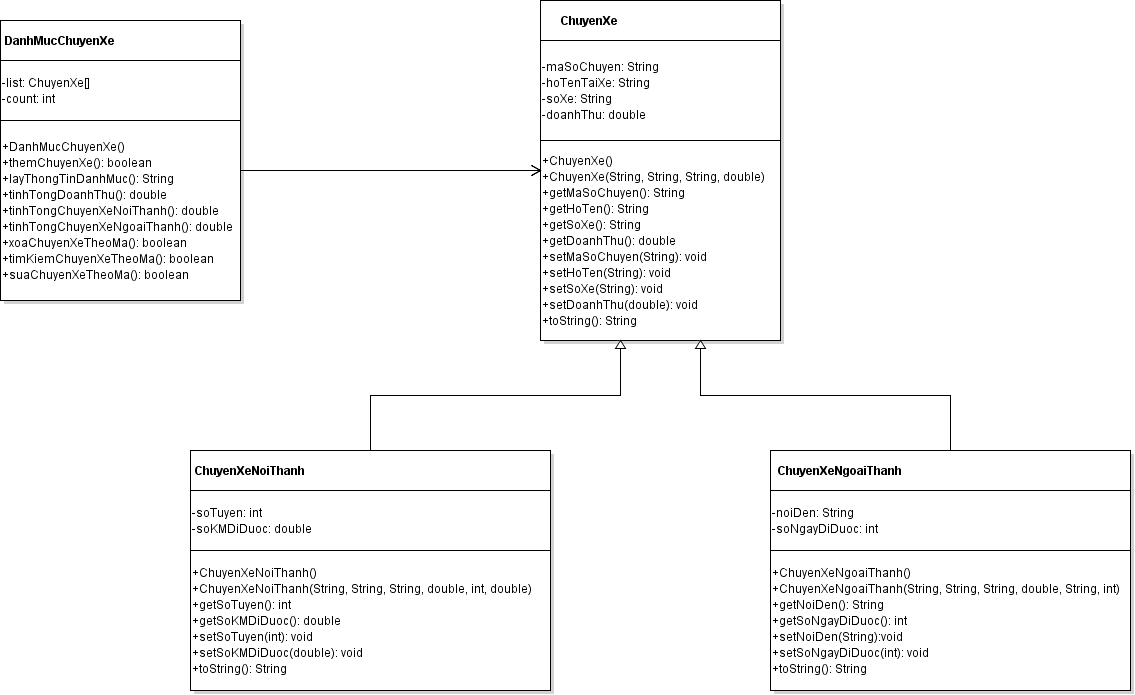 DanhMucChuyenXe
-list: ChuyenXe[]
-count: int
+DanhMucChuyenXe()
+themChuyenXe(): boolean
+layThongTinDanhMuc(): String
+tinhTongDoanhThu(): double
+tinhTongChuyenXeNoiThanh(): double
+tinhTongChuyenXeNgoaiThanh(): double
+xoaChuyenXeTheoMa(): boolean
+timKiemChuyenXeTheoMa(): boolean
+suaChuyenXeTheoMa(): boolean
ChuyenXe
-maSoChuyen: String
-hoTenTaiXe: String
-soXe: String
-doanhThu: double
+ChuyenXe()
+ChuyenXe(String, String, String, double)
+getMaSoChuyen(): String
+getHoTen(): String
+getSoXe(): String
+getDoanhThu(): double
+setMaSoChuyen(String): void
+setHoTen(String): void
+setSoXe(String): void
+setDoanhThu(double): void
+toString(): String
ChuyenXeNoiThanh
-soTuyen: int
-soKMDiDuoc: double
+ChuyenXeNoiThanh()
+ChuyenXeNoiThanh(String, String, String, double, int, double)
+getSoTuyen(): int
+getSoKMDiDuoc(): double
+setSoTuyen(int): void
+setSoKMDiDuoc(double): void
+toString(): String
ChuyenXeNgoaiThanh
-noiDen: String
-soNgayDiDuoc: int
+ChuyenXeNgoaiThanh()
+ChuyenXeNgoaiThanh(String, String, String, double, String, int)
+getNoiDen(): String
+getSoNgayDiDuoc(): int
+setNoiDen(String):void
+setSoNgayDiDuoc(int): void
+toString(): String